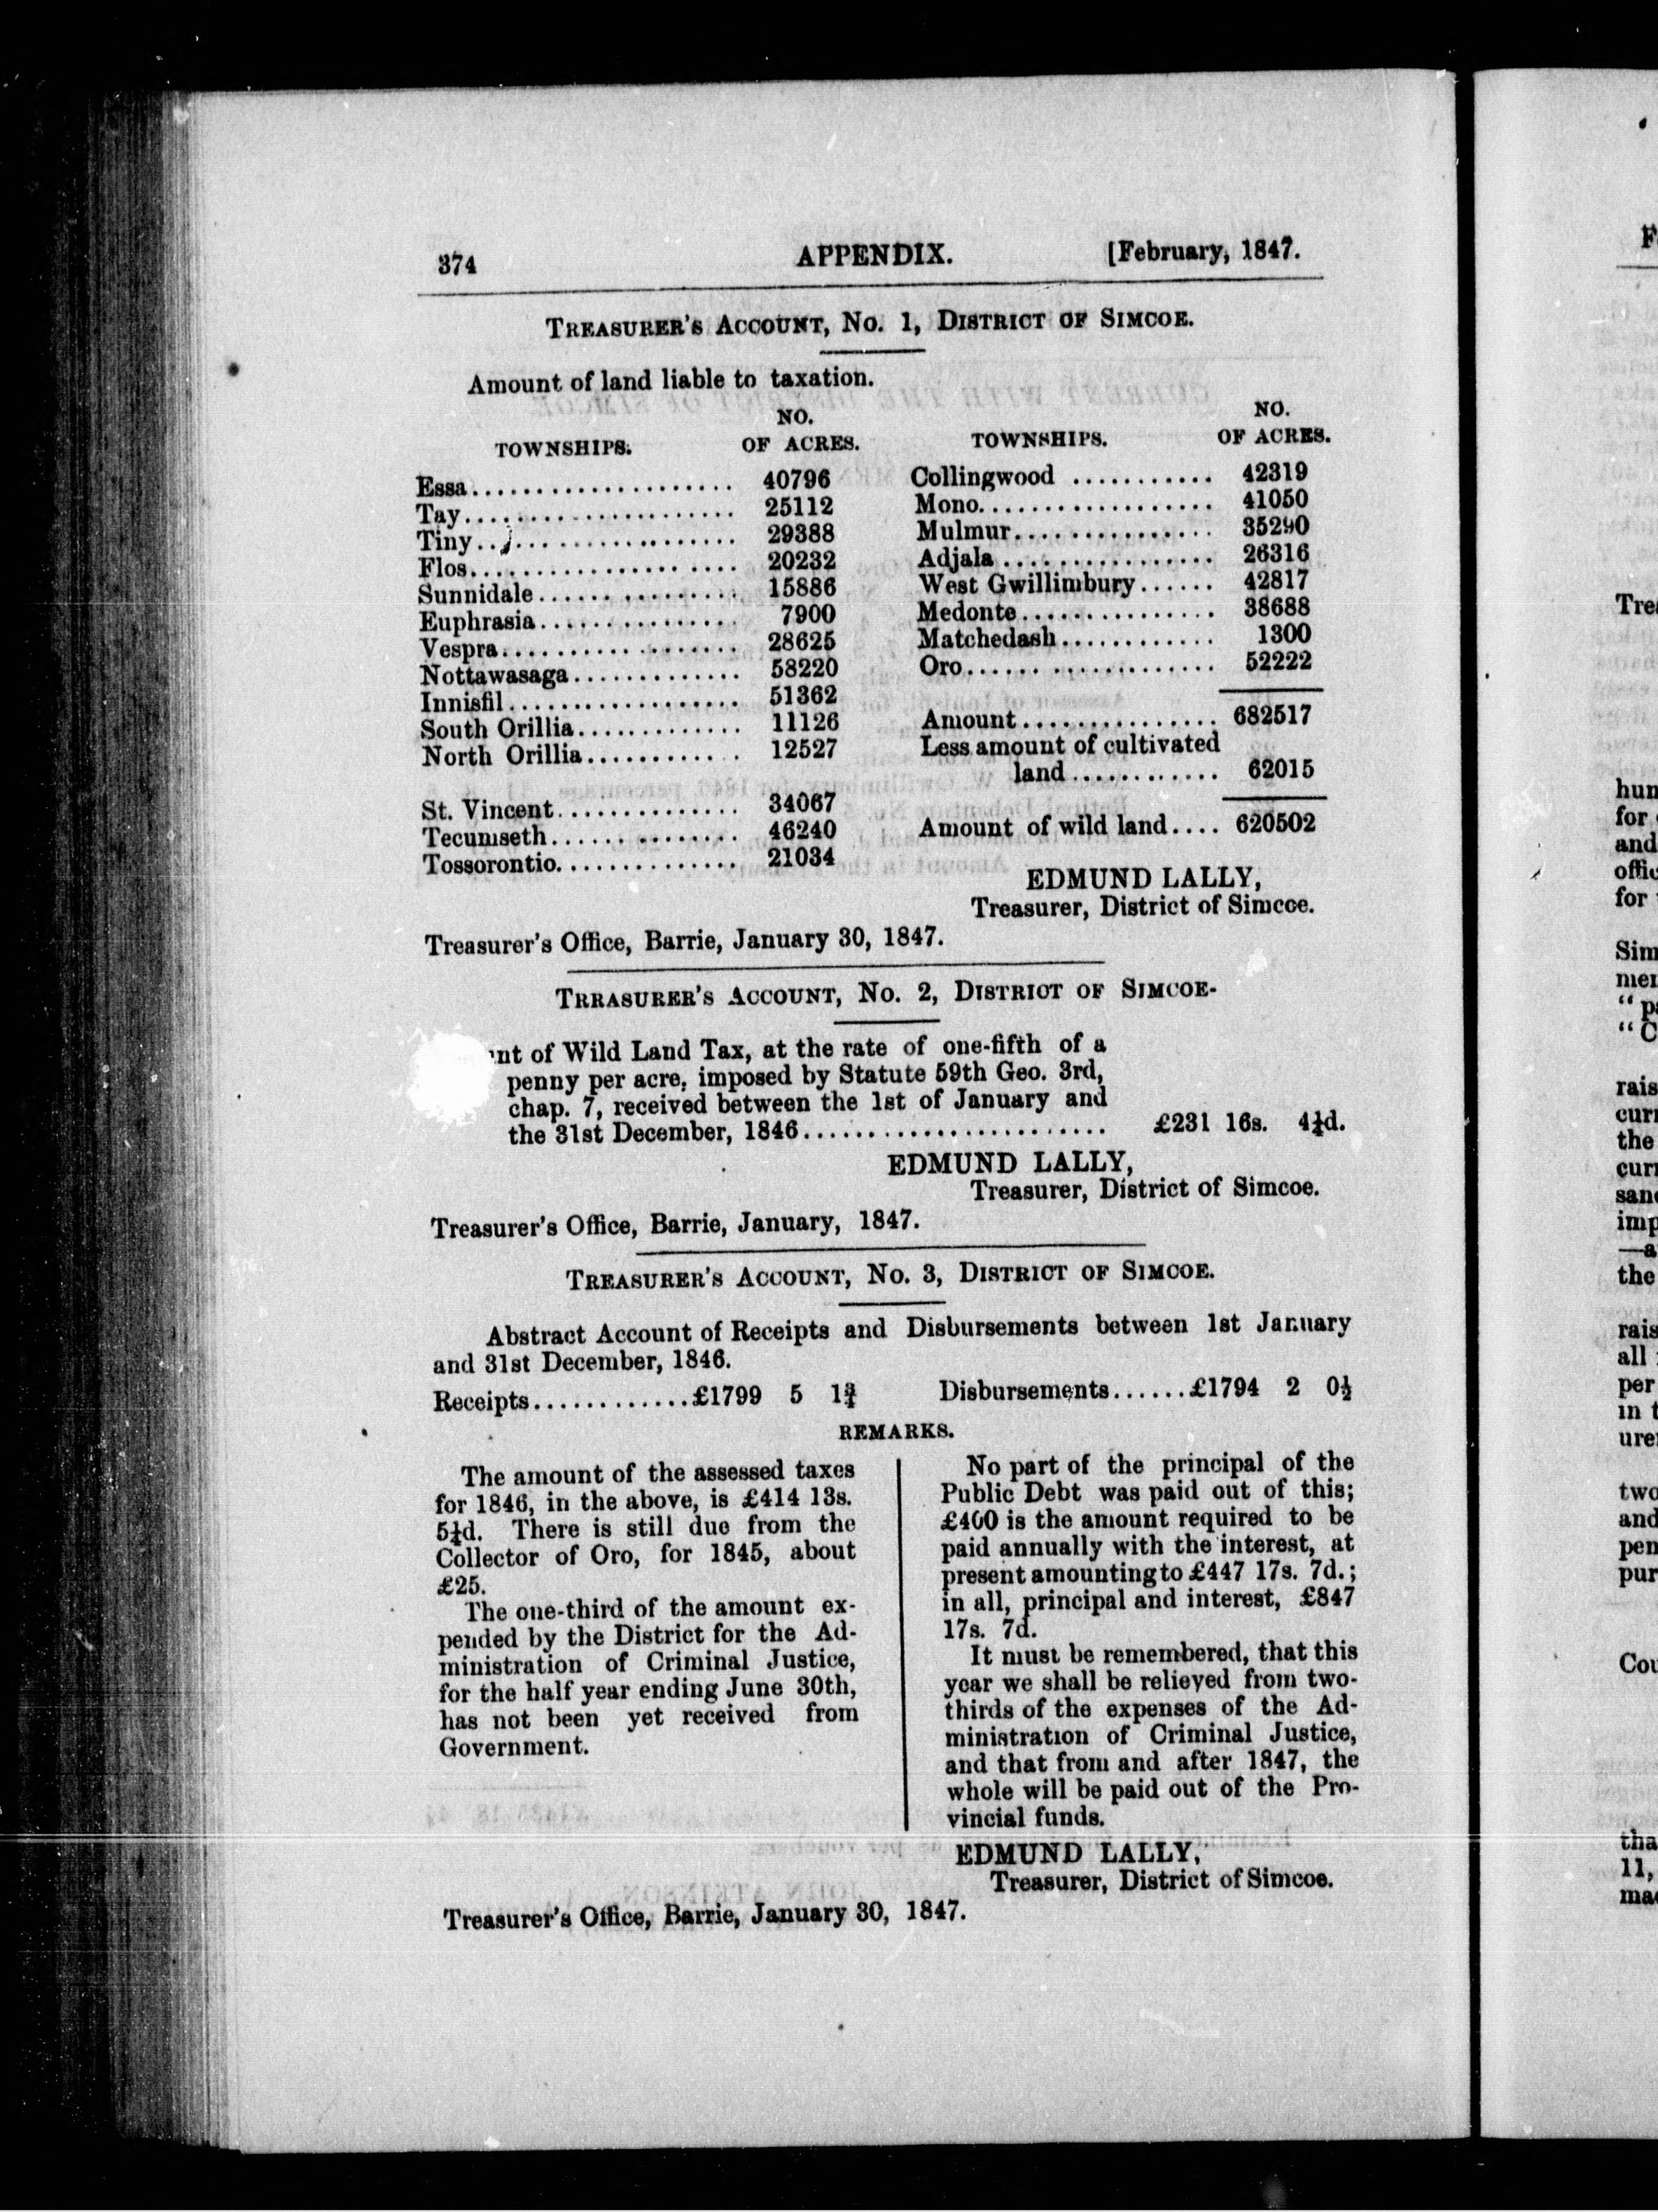 374 APPENDIX. [February, 1847.
TREASURER'S ACCOUNT, No. 1, DISTRICT OF SIMCOE.
Amount of land liable to taxation.
TOWNSHIPS. NO. OF ACRES.
Essa.................... 40796
Tay..................... 25112
Tiny.................... 29388
Flos.................... 20232
Sunnidale............... 15886
Euphrasia............... 7900
Vespra.................. 28625
Nottawasaga............. 58220
Innisfil.................. 51362
South Orillia............. 11126
North Orillia............ 12527
St. Vincent.............. 34067
Tecumseth............... 46240
Tossorontio.............. 21034
TOWNSHIPS. NO. OF ACRES.
Collingwood ........... 42319
Mono.................. 41050
Mulmur................ 35290
Adjala................. 26316
West Gwillimbury...... 42817
Medonte............... 38688
Matchedash............ 1300
Oro.................... 52222
Amount............... 682517
Less amount of cultivated
land............ 62015
Amount of wild land.... 620502
EDMUND LALLY,
Treasurer, District of Simcoe.
Treasurer's Office, Barrie, January 30, 1847.
TRRASURER'S ACCOUNT, No. 2, DISTRICT OF SIMCOE-
nt of Wild Land Tax, at the rate of one-fifth of a
penny per acre, imposed by Statute 59th Geo. 3rd,
chap. 7, received between the 1st of January and
the 31st December, 1846........................ £231 16s. 4¼d.
EDMUND LALLY,
Treasurer, District of Simcoe.
Treasurer's Office, Barrie, January, 1847.
TREASURER'S ACCOUNT, No. 3, DISTRICT OF SIMCOE.
Abstract Account of Receipts and Disbursements between 1st January
and 31st December, 1846.
Receipts............£1799 5 1¾ Disbursements......£1794 2 0½
REMARKS.
The amount of the assessed taxes
for 1846, in the above, is £414 13s.
5¼d. There is still due from the
Collector of Oro, for 1845, about
£25.
The one-third of the amount ex-
pended by the District for the Ad-
ministration of Criminal Justice,
for the half year ending June 30th,
has not been yet received from
Government.
No part of the principal of the
Public Debt was paid out of this;
£400 is the amount required to be
paid annually with the interest, at
present amounting to £447 17s. 7d.;
in all, principal and interest, £847
17s. 7d.
It must be remembered, that this
year we shall be relieved from two-
thirds of the expenses of the Ad-
ministration of Criminal Justice,
and that from and after 1847, the
whole will be paid out of the Pro-
vincial funds.
EDMUND LALLY,
Treasurer, District of Simcoe.
Treasurer's Office, Barrie, January 30, 1847.